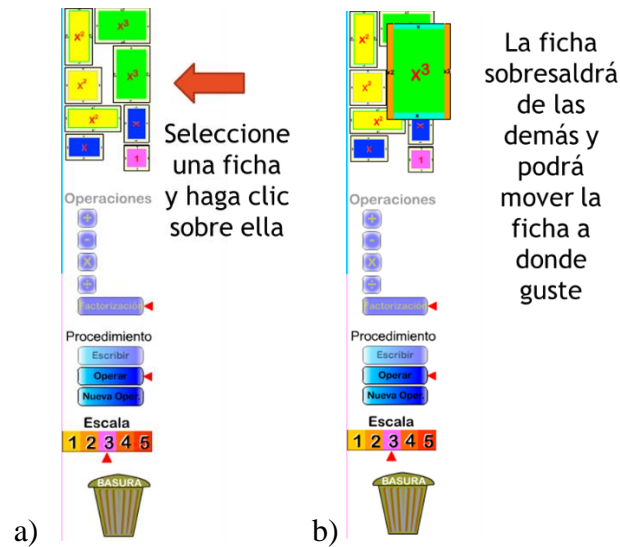 x²
x³
x²
x³
x²
x
x
1
Seleccione
una ficha
y haga clic
sobre ella
Operaciones
+
-
x
÷
Factorización
Procedimiento
Escribir
Operar
Nueva Oper.
Escala
1 2 3 4 5
BASURA
a)
x²
x³
x²
x²
x
x
1
La ficha
sobresaldrá
de las
demás y
podrá
mover la
ficha a
donde
guste
Operaciones
+
-
x
÷
Factorización
Procedimiento
Escribir
Operar
Nueva Oper.
Escala
1 2 3 4 5
BASURA
b)